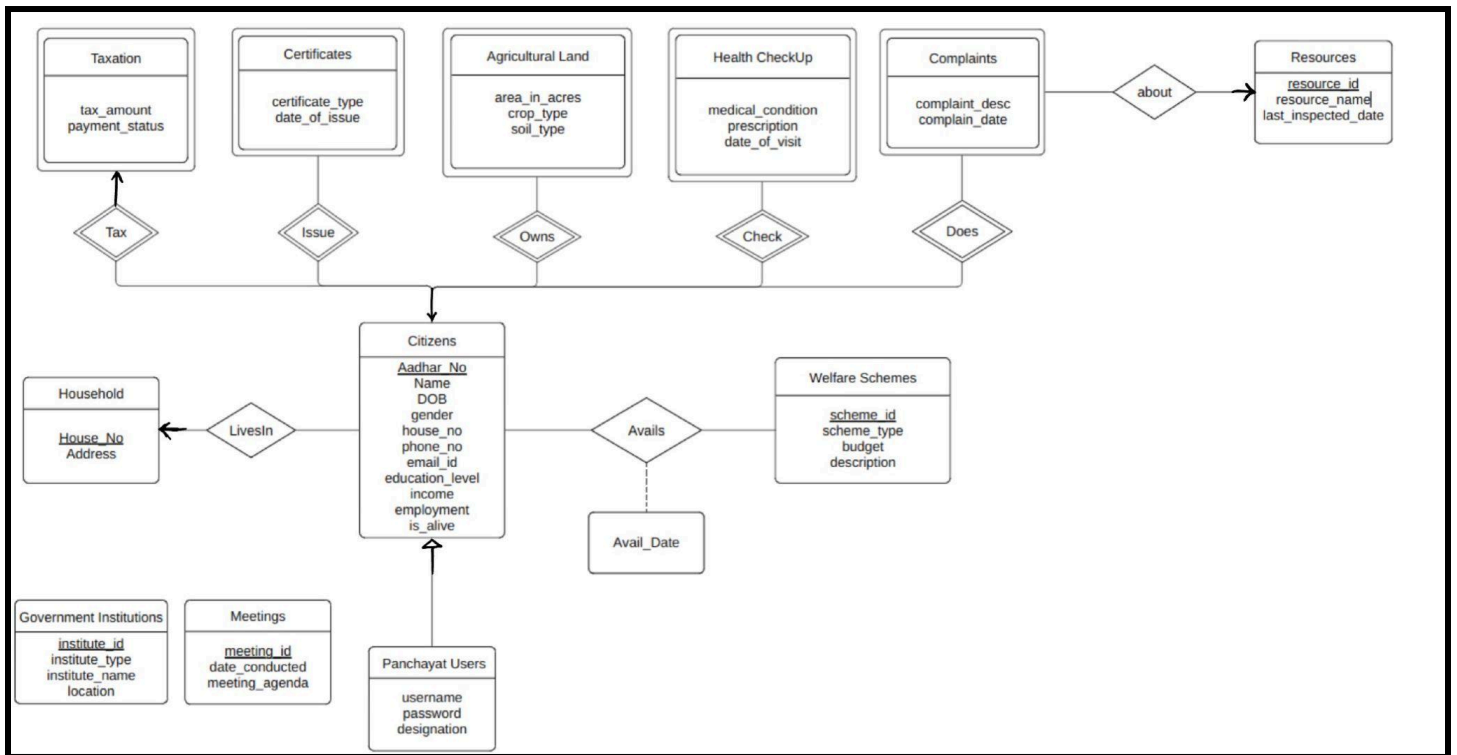 Taxation
tax_amount
payment_status
Certificates
certificate_type
date_of_issue
Agricultural Land
area_in_acres
crop_type
soil_type
Health CheckUp
medical_condition
prescription
date_of_visit
Complaints
complaint_desc
complain_date
about
Resources
resource_id
resource_name
last_inspected_date
Tax
Issue
Owns
Check
Does
Household
House_No
Address
LivesIn
Citizens
Aadhar_No
Name
DOB
gender
house_no
phone_no
email_id
education_level
income
employment
is_alive
Avails
Avail_Date
Welfare Schemes
scheme_id
scheme_type
budget
description
Government Institutions
institute_id
institute_type
institute_name
location
Meetings
meeting_id
date_conducted
meeting_agenda
Panchayat Users
username
password
designation